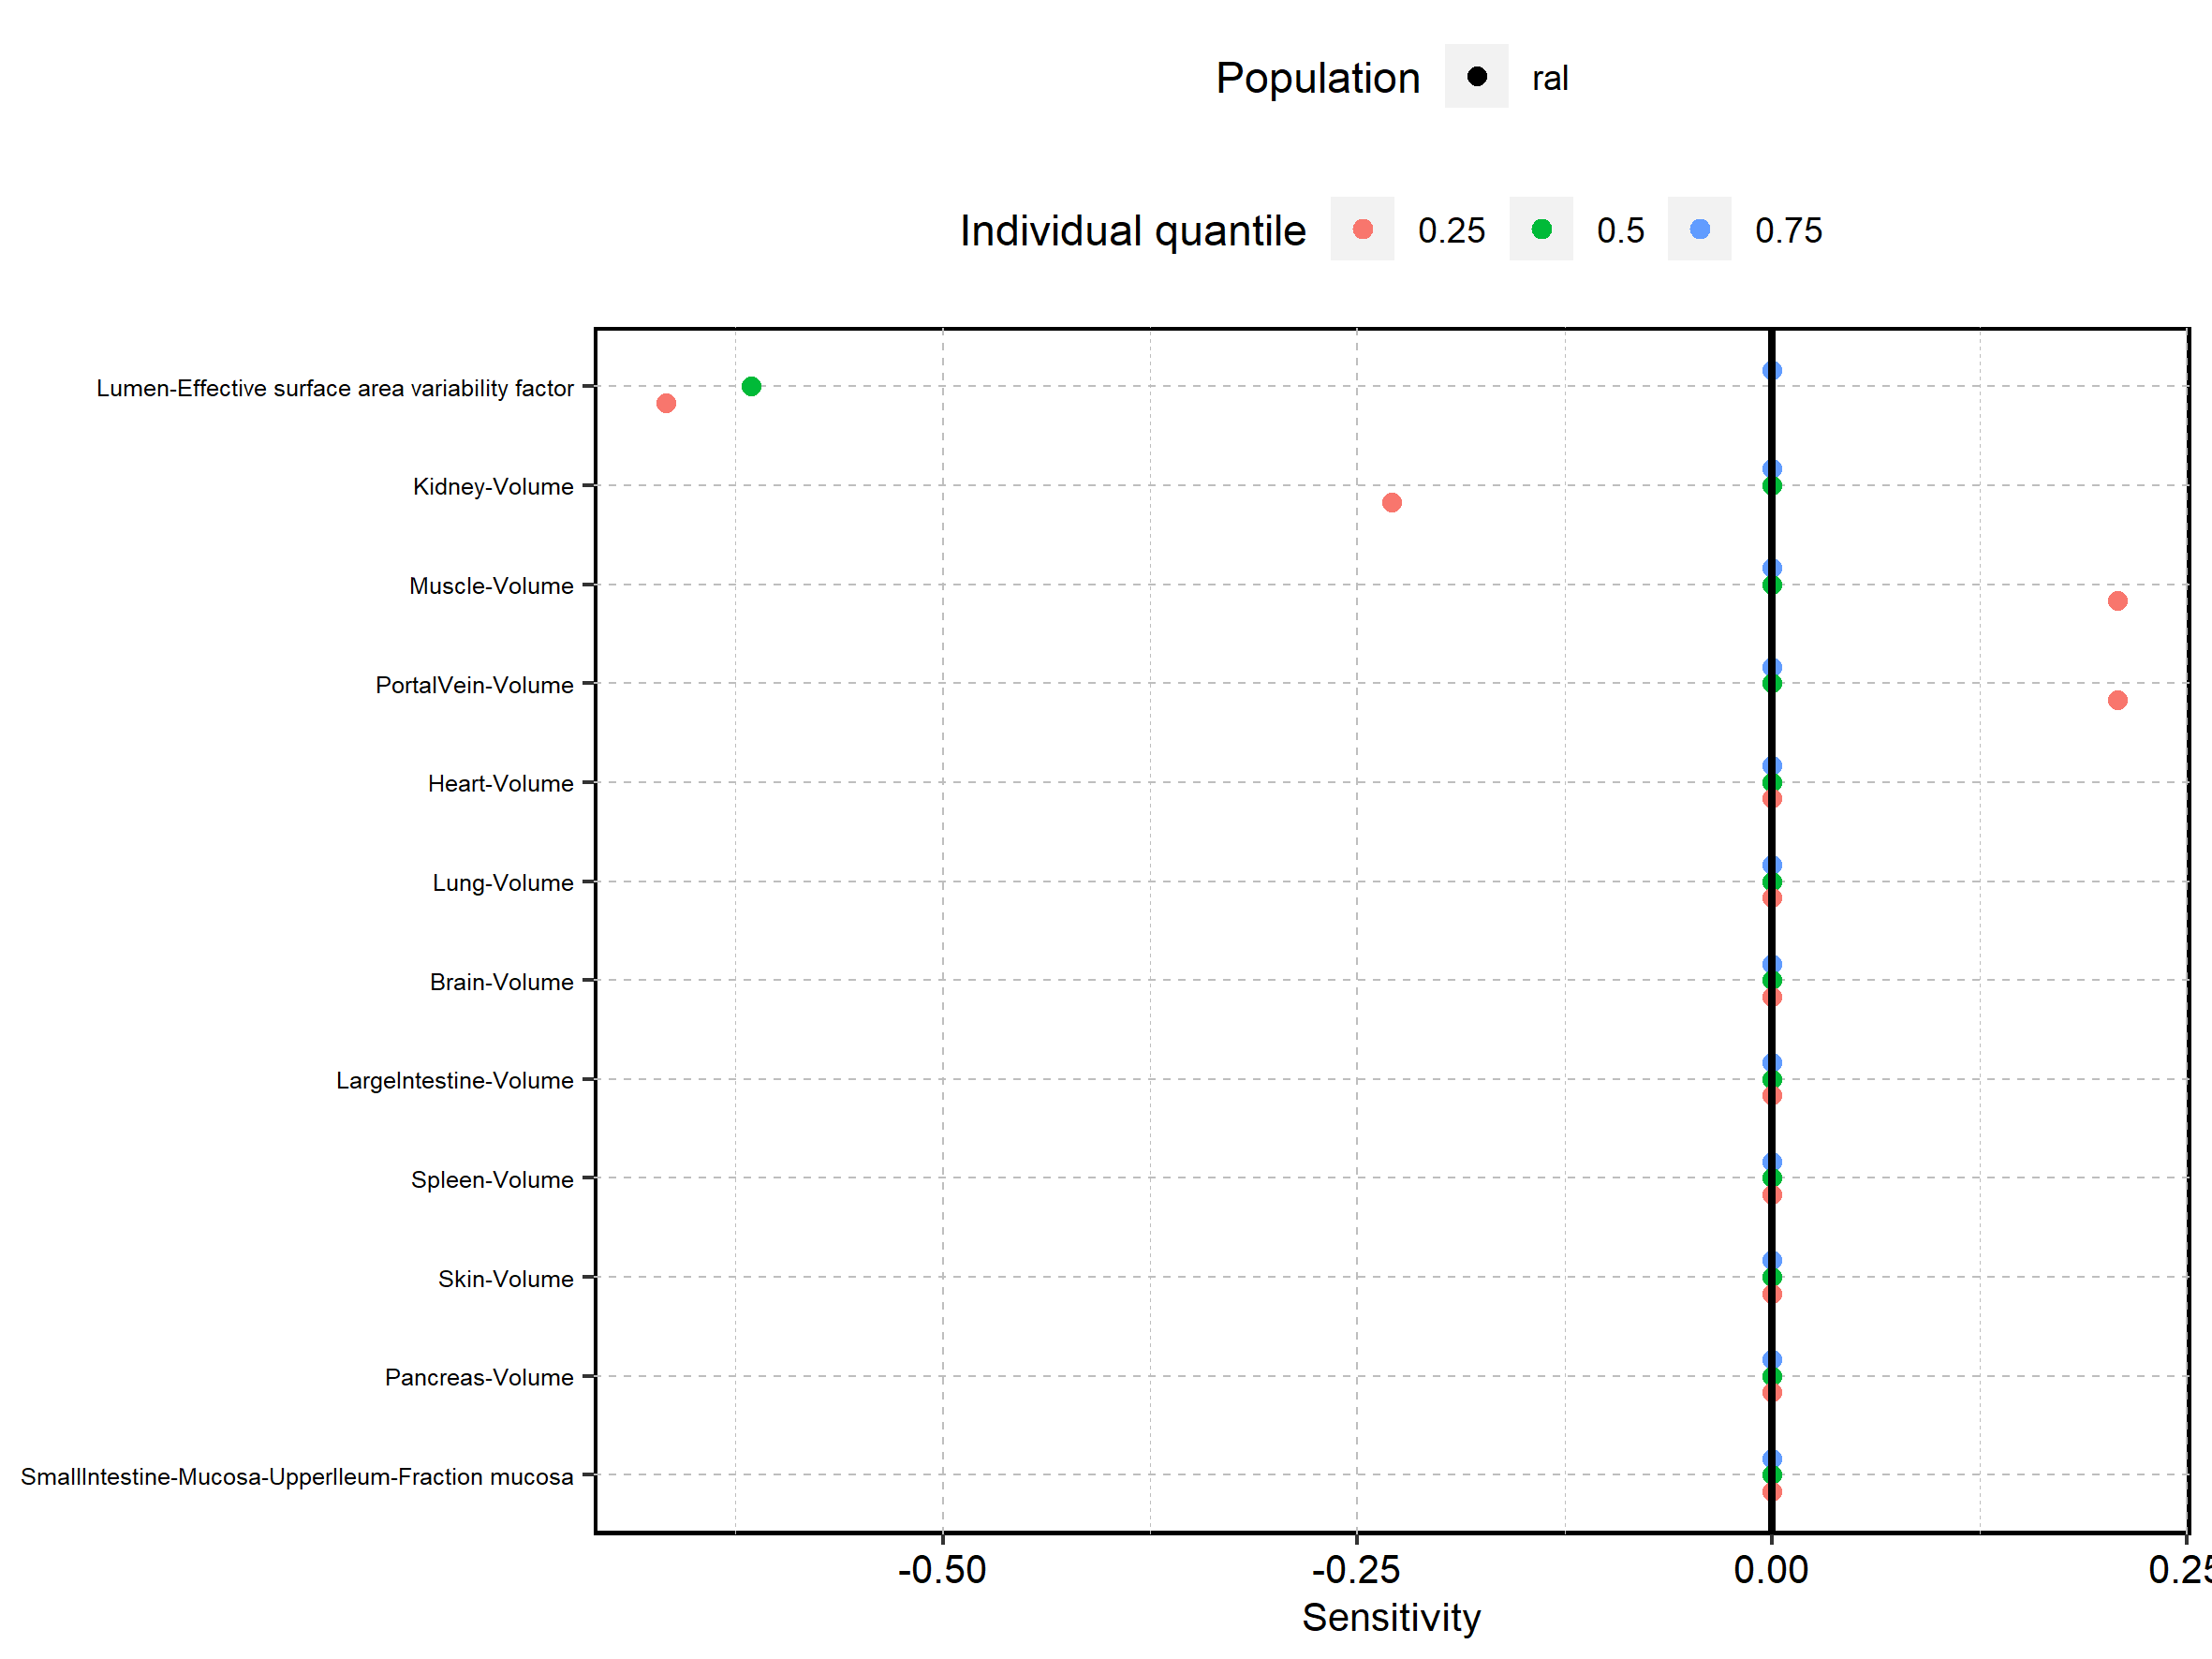 Population ral
Individual quantile 0.25 0.5 0.75
Lumen-Effective surface area variability factor
Kidney-Volume
Muscle-Volume
PortalVein-Volume
Heart-Volume
Lung-Volume
Brain-Volume
LargeIntestine-Volume
Spleen-Volume
Skin-Volume
Pancreas-Volume
SmallIntestine-Mucosa-UpperIleum-Fraction mucosa
-0.50 -0.25 0.00 0.25
Sensitivity